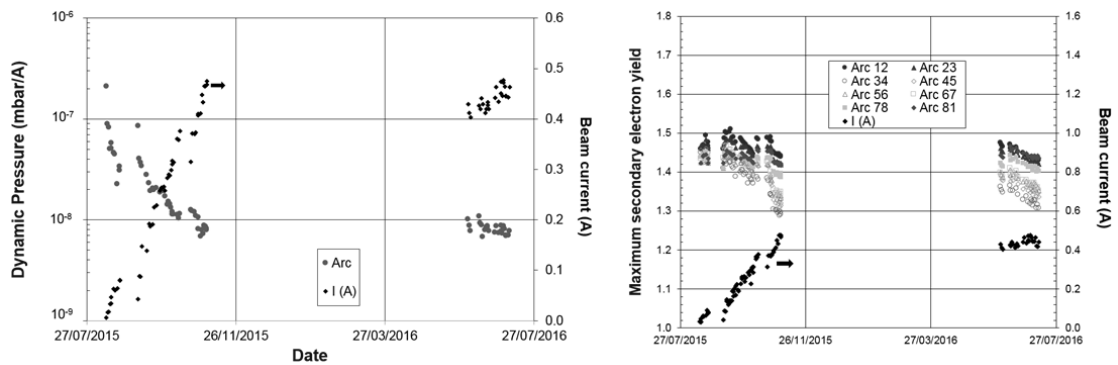 10⁻⁶
10⁻⁷
10⁻⁸
10⁻⁹
Dynamic Pressure (mbar/A)
0.6
0.5
0.4
0.3
0.2
0.1
0.0
Beam current (A)
Arc
I (A)
27/07/2015 26/11/2015 27/03/2016 27/07/2016
Date
1.8
1.7
1.6
1.5
1.4
1.3
1.2
1.1
1.0
Maximum secondary electron yield
1.6
1.4
1.2
1.0
0.8
0.6
0.4
0.2
0.0
Beam current (A)
Arc 12 Arc 23
Arc 34 Arc 45
Arc 56 Arc 67
Arc 78 Arc 81
I (A)
27/07/2015 26/11/2015 27/03/2016 27/07/2016